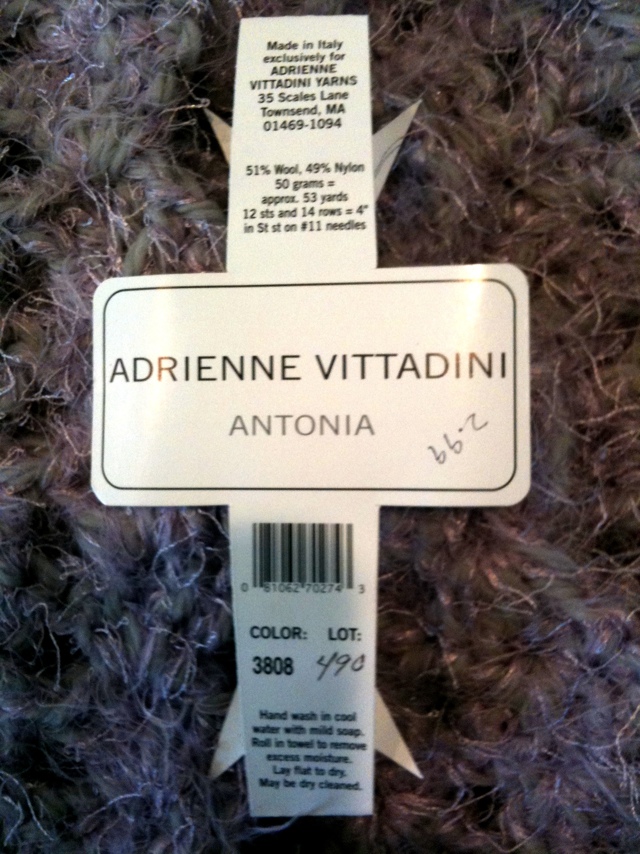 Made in Italy
exclusively for
ADRIENNE
VITTADINI YARNS
35 Scales Lane
Townsend, MA
01469-1094
51% Wool, 49% Nylon
50 grams =
approx. 53 yards
12 sts and 14 rows = 4"
in St st on #11 needles
ADRIENNE VITTADINI
ANTONIA
2.99
0 61062 70274 3
COLOR: LOT:
3808 490
Hand wash in cool
water with mild soap.
Roll in towel to remove
excess moisture.
Lay flat to dry.
May be dry cleaned.